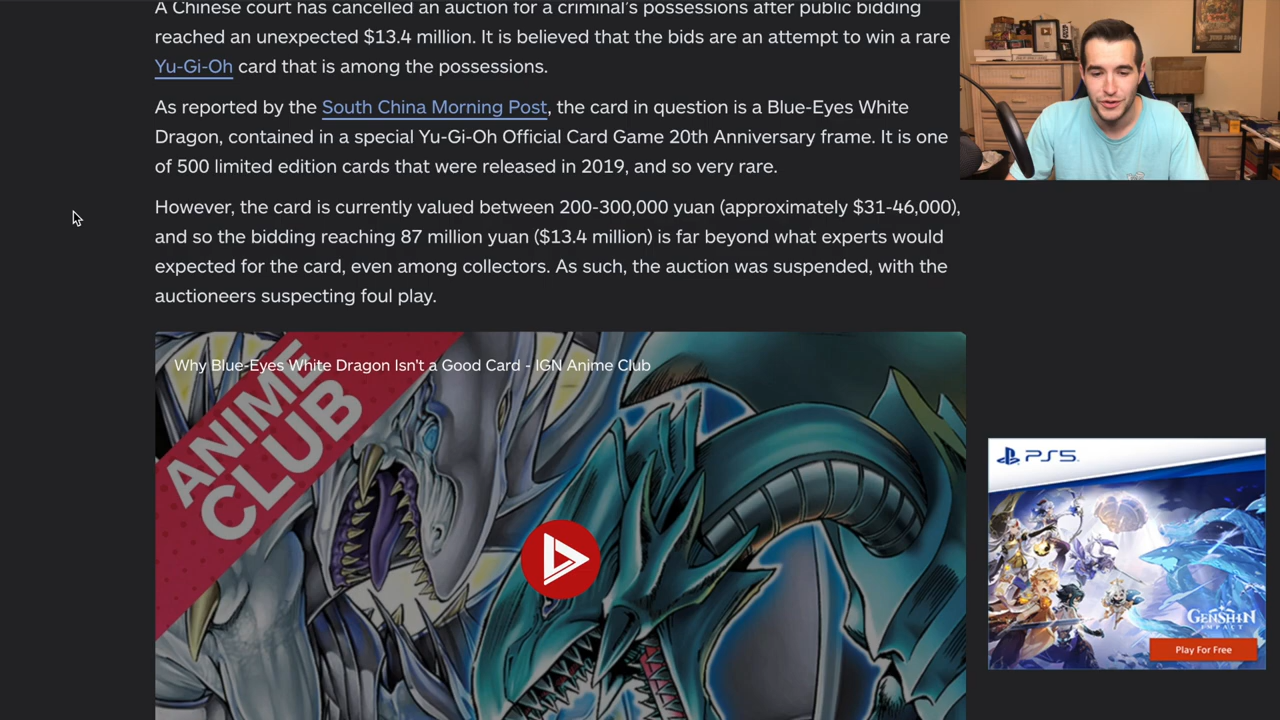 A Chinese court has cancelled an auction for a criminal's possessions after public bidding
reached an unexpected $13.4 million. It is believed that the bids are an attempt to win a rare
Yu-Gi-Oh card that is among the possessions.
As reported by the South China Morning Post, the card in question is a Blue-Eyes White
Dragon, contained in a special Yu-Gi-Oh Official Card Game 20th Anniversary frame. It is one
of 500 limited edition cards that were released in 2019, and so very rare.
However, the card is currently valued between 200-300,000 yuan (approximately $31-46,000),
and so the bidding reaching 87 million yuan ($13.4 million) is far beyond what experts would
expected for the card, even among collectors. As such, the auction was suspended, with the
auctioneers suspecting foul play.
Why Blue-Eyes White Dragon Isn't a Good Card - IGN Anime Club
ANIME
CLUB
PS5
GENSHIN
IMPACT
Play For Free